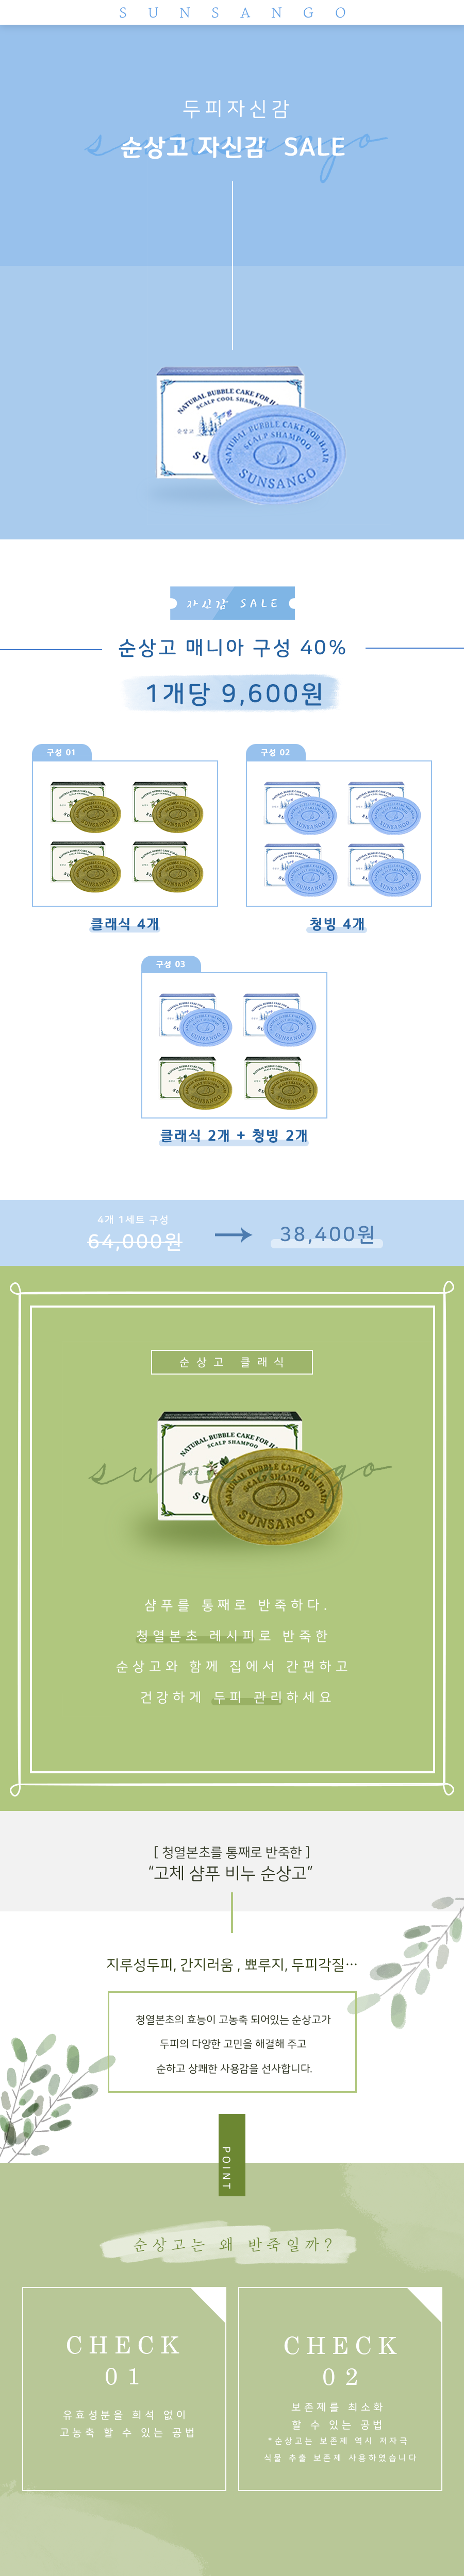 SUNSANGO
두피자신감
sunsango
순상고 자신감 SALE
NATURAL BUBBLE CAKE FOR HAIR
SCALP COOL SHAMPOO
순상고
NATURAL BUBBLE CAKE FOR HAIR
SCALP SHAMPOO
SUNSANGO
자신감 SALE
순상고 매니아 구성 40%
1개당 9,600원
구성 01
구성 02
클래식 4개
청빙 4개
구성 03
클래식 2개 + 청빙 2개
4개 1세트 구성
64,000원
38,400원
순상고 클래식
NATURAL BUBBLE CAKE FOR HAIR
SCALP SHAMPOO
sunsango
NATURAL BUBBLE CAKE FOR HAIR
SCALP SHAMPOO
SUNSANGO
샴푸를 통째로 반죽하다.
청열본초 레시피로 반죽한
순상고와 함께 집에서 간편하고
건강하게 두피 관리하세요
[ 청열본초를 통째로 반죽한 ]
“고체 샴푸 비누 순상고”
지루성두피, 간지러움 , 뾰루지, 두피각질…
청열본초의 효능이 고농축 되어있는 순상고가
두피의 다양한 고민을 해결해 주고
순하고 상쾌한 사용감을 선사합니다.
POINT
순상고는 왜 반죽일까?
CHECK
01
유효성분을 희석 없이
고농축 할 수 있는 공법
CHECK
02
보존제를 최소화
할 수 있는 공법
*순상고는 보존제 역시 저자극
식물 추출 보존제 사용하였습니다